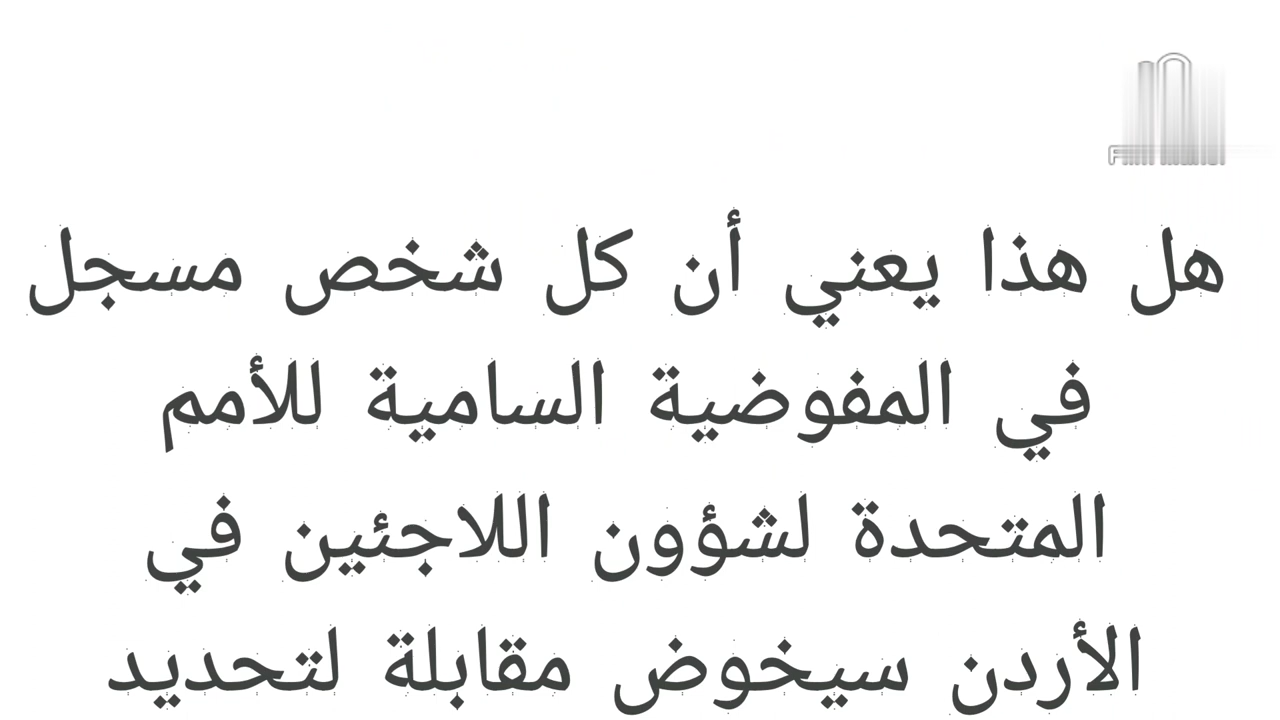 هل هذا يعني أن كل شخص مسجل
في المفوضية السامية للأمم
المتحدة لشؤون اللاجئين في
الأردن سيخوض مقابلة لتحديد